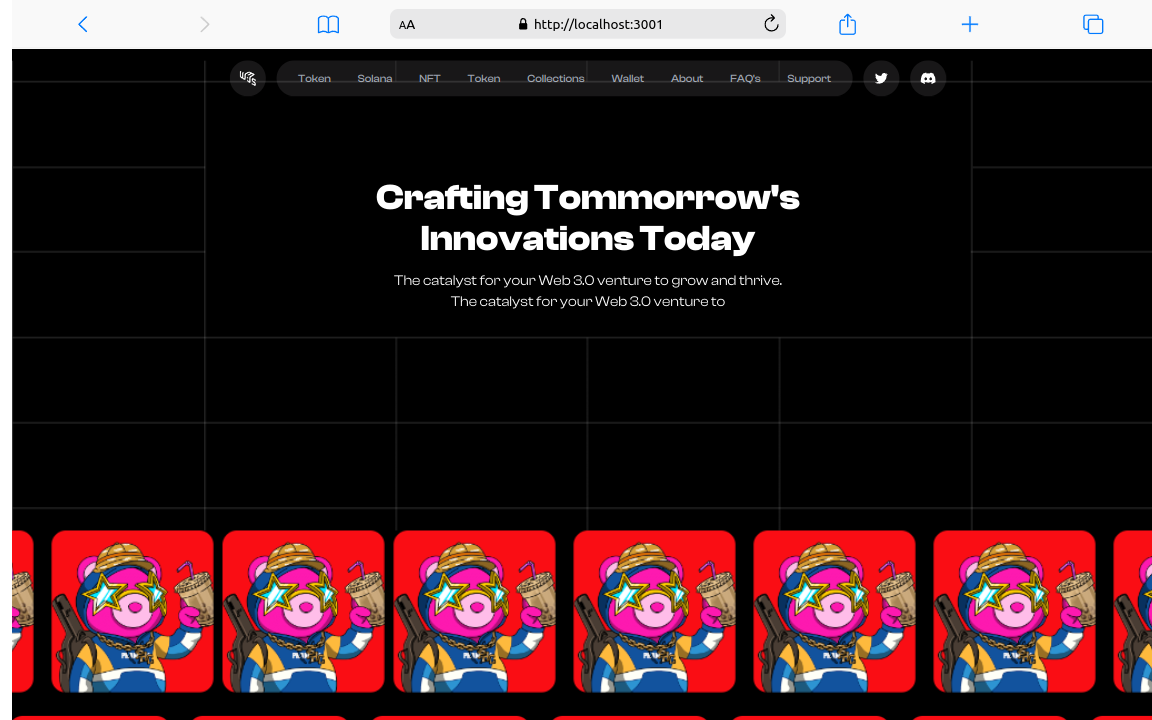 AA http://localhost:3001
Token Solana NFT Token Collections Wallet About FAQ's Support
Crafting Tommorrow's
Innovations Today
The catalyst for your Web 3.0 venture to grow and thrive.
The catalyst for your Web 3.0 venture to